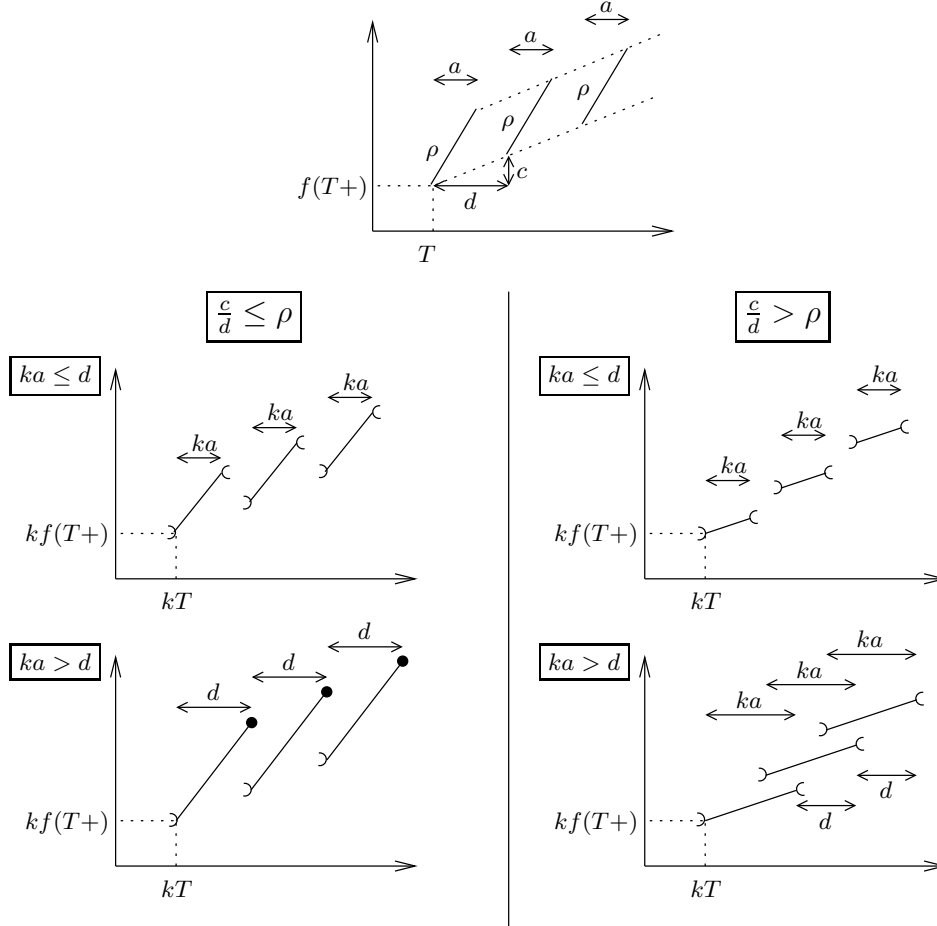 a
a
a
ρ
ρ
ρ
c
f(T+)
d
T
c/d ≤ ρ
ka ≤ d
ka
ka
ka
kf(T+)
kT
ka > d
d
d
d
kf(T+)
kT
c/d > ρ
ka ≤ d
ka
ka
ka
kf(T+)
kT
ka > d
ka
ka
ka
d
d
kf(T+)
kT